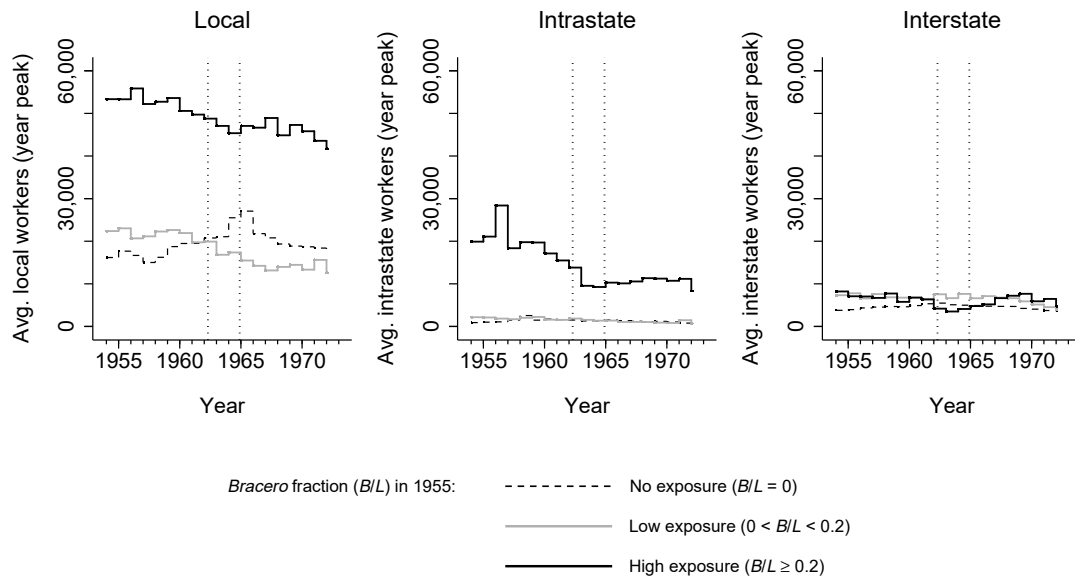 Local
Avg. local workers (year peak)
0
30,000
60,000
1955
1960
1965
1970
Year
Intrastate
Avg. intrastate workers (year peak)
0
30,000
60,000
1955
1960
1965
1970
Year
Interstate
Avg. interstate workers (year peak)
0
30,000
60,000
1955
1960
1965
1970
Year
Bracero fraction (B/L) in 1955:
No exposure (B/L = 0)
Low exposure (0 < B/L < 0.2)
High exposure (B/L ≥ 0.2)